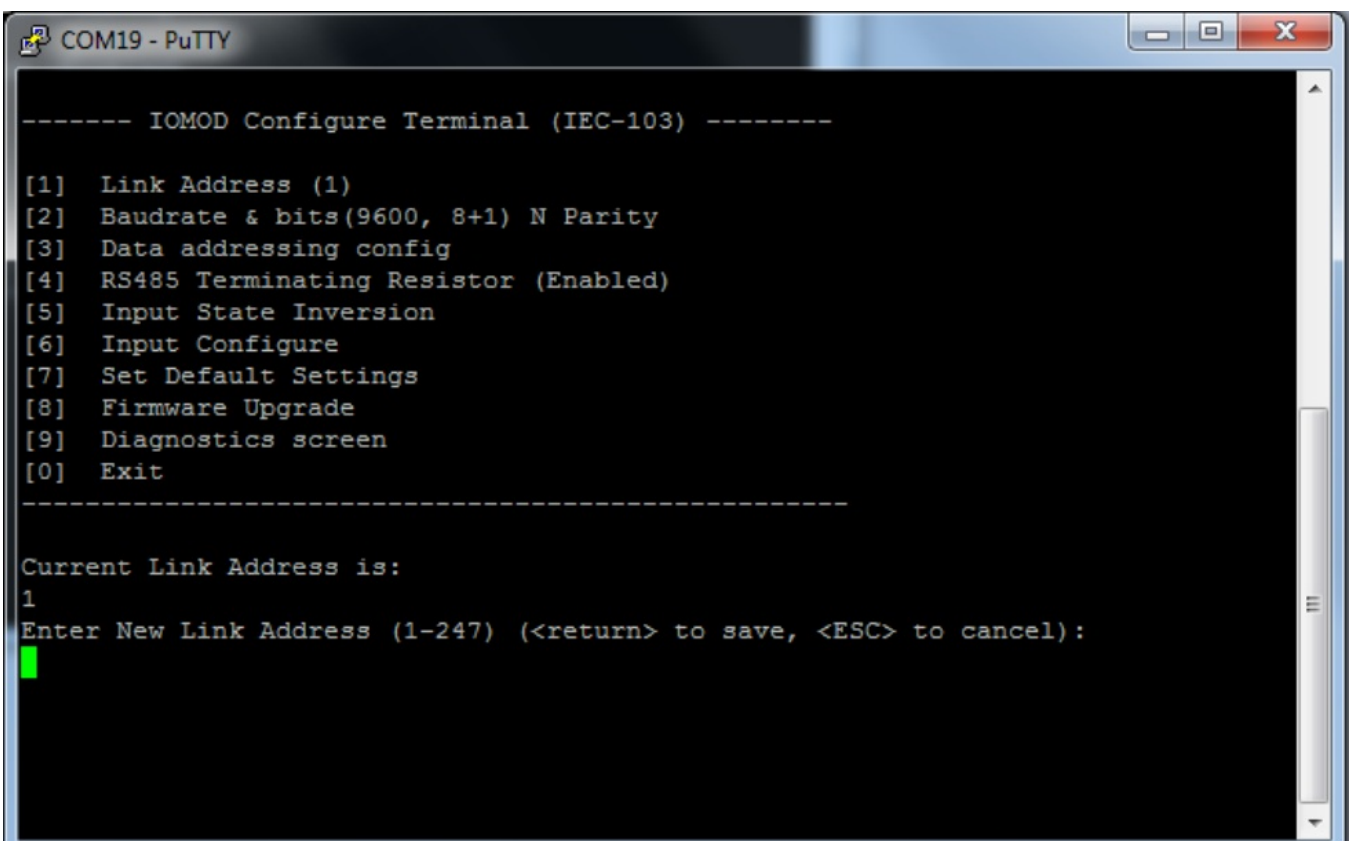 COM19 - PuTTY
------- IOMOD Configure Terminal (IEC-103) --------
[1]  Link Address (1)
[2]  Baudrate & bits(9600, 8+1) N Parity
[3]  Data addressing config
[4]  RS485 Terminating Resistor (Enabled)
[5]  Input State Inversion
[6]  Input Configure
[7]  Set Default Settings
[8]  Firmware Upgrade
[9]  Diagnostics screen
[0]  Exit
---------------------------------------------------
Current Link Address is:
1
Enter New Link Address (1-247) (<return> to save, <ESC> to cancel):